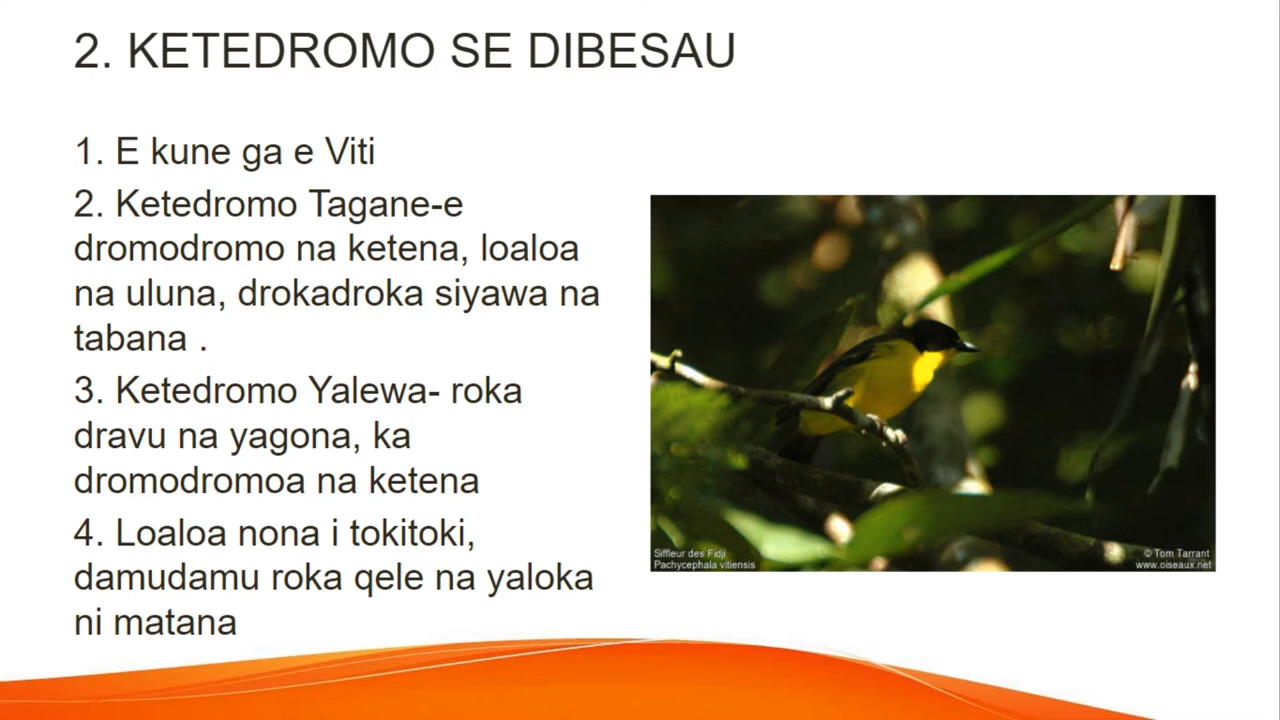 2. KETEDROMO SE DIBESAU
1. E kune ga e Viti
2. Ketedromo Tagane-e
dromodromo na ketena, loaloa
na uluna, drokadroka siyawa na
tabana .
3. Ketedromo Yalewa- roka
dravu na yagona, ka
dromodromoa na ketena
4. Loaloa nona i tokitoki,
damudamu roka qele na yaloka
ni matana
Siffleur des Fidji
Pachycephala vitiensis
© Tom Tarrant
www.oiseaux.net